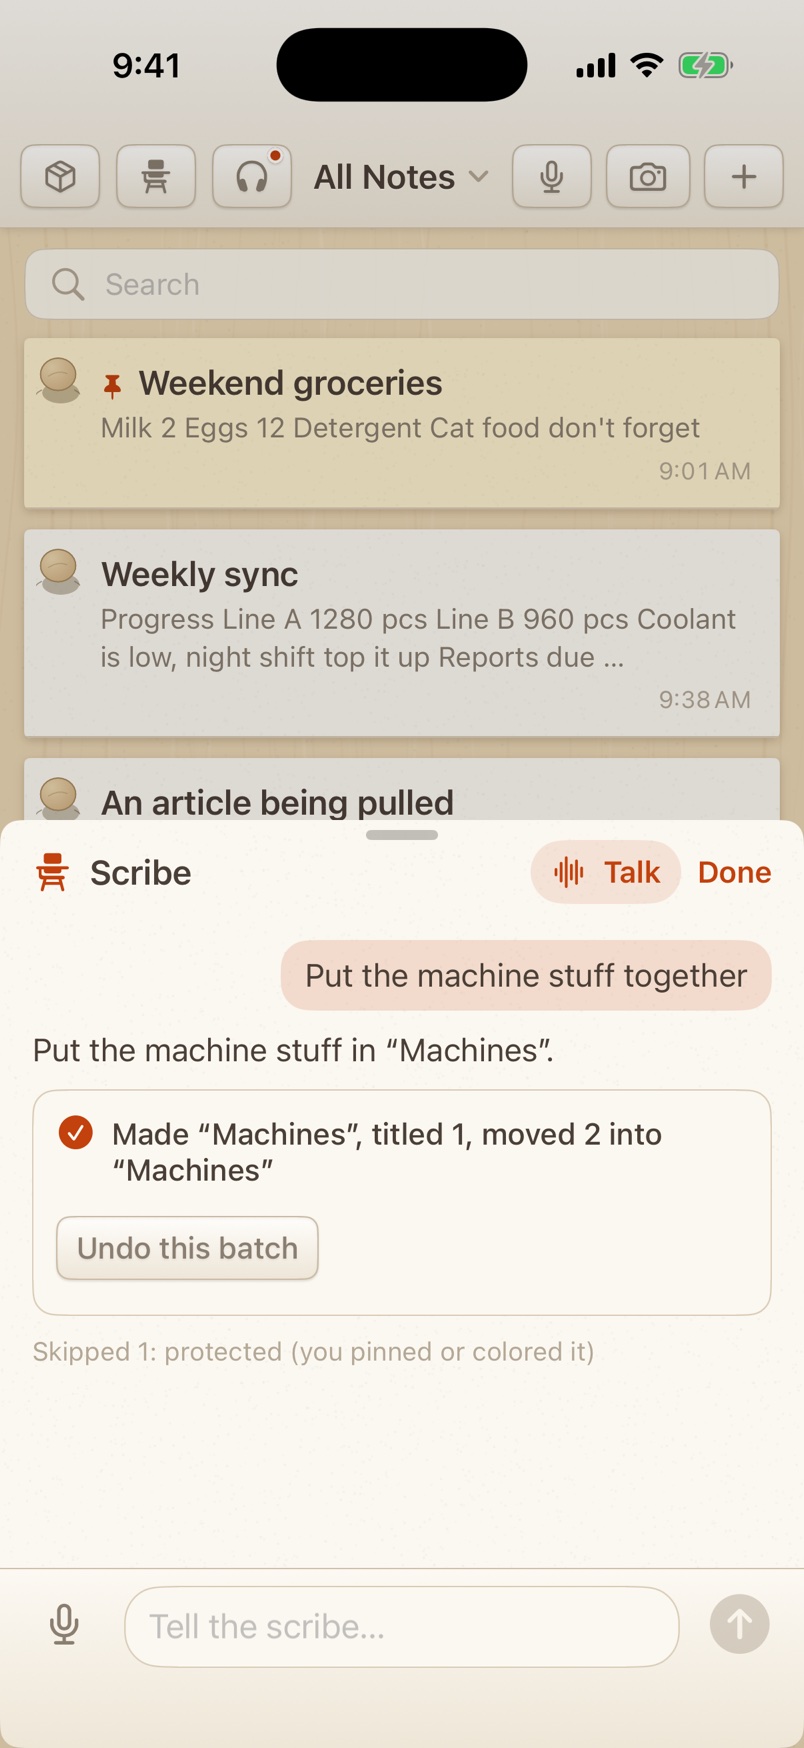 9:41
All Notes
Search
Weekend groceries
Milk 2 Eggs 12 Detergent Cat food don't forget
9:01 AM
Weekly sync
Progress Line A 1280 pcs Line B 960 pcs Coolant
is low, night shift top it up Reports due ...
9:38 AM
An article being pulled
Scribe
Talk
Done
Put the machine stuff together
Put the machine stuff in “Machines”.
Made “Machines”, titled 1, moved 2 into
“Machines”
Undo this batch
Skipped 1: protected (you pinned or colored it)
Tell the scribe...